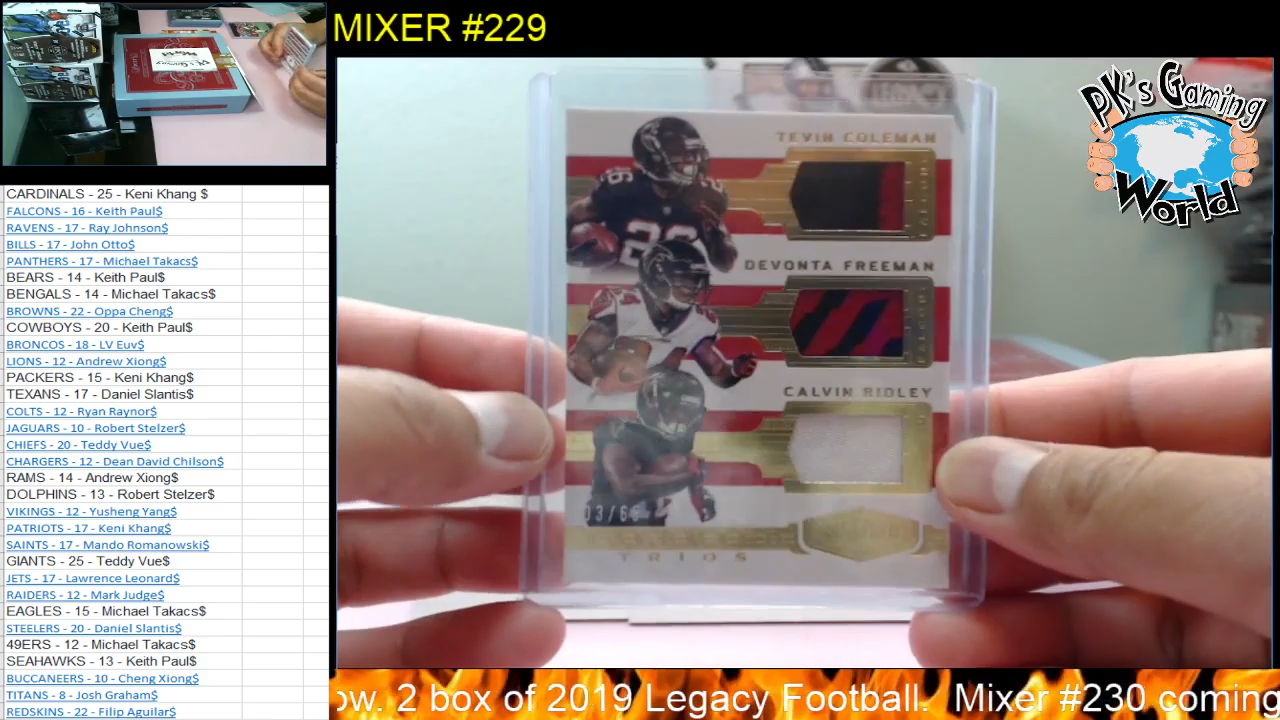 MIXER #229
PK's Gaming
World
CARDINALS - 25 - Keni Khang $
FALCONS - 16 - Keith Paul$
RAVENS - 17 - Ray Johnson$
BILLS - 17 - John Otto$
PANTHERS - 17 - Michael Takacs$
BEARS - 14 - Keith Paul$
BENGALS - 14 - Michael Takacs$
BROWNS - 22 - Oppa Cheng$
COWBOYS - 20 - Keith Paul$
BRONCOS - 18 - LV Euv$
LIONS - 12 - Andrew Xiong$
PACKERS - 15 - Keni Khang$
TEXANS - 17 - Daniel Slantis$
COLTS - 12 - Ryan Raynor$
JAGUARS - 10 - Robert Stelzer$
CHIEFS - 20 - Teddy Vue$
CHARGERS - 12 - Dean David Chilson$
RAMS - 14 - Andrew Xiong$
DOLPHINS - 13 - Robert Stelzer$
VIKINGS - 12 - Yusheng Yang$
PATRIOTS - 17 - Keni Khang$
SAINTS - 17 - Mando Romanowski$
GIANTS - 25 - Teddy Vue$
JETS - 17 - Lawrence Leonard$
RAIDERS - 12 - Mark Judge$
EAGLES - 15 - Michael Takacs$
STEELERS - 20 - Daniel Slantis$
49ERS - 12 - Michael Takacs$
SEAHAWKS - 13 - Keith Paul$
BUCCANEERS - 10 - Cheng Xiong$
TITANS - 8 - Josh Graham$
REDSKINS - 22 - Filip Aguilar$
LEGACY
TEVIN COLEMAN
26
DEVONTA FREEMAN
CALVIN RIDLEY
TRIOS
ow. 2 box of 2019 Legacy Football. Mixer #230 coming